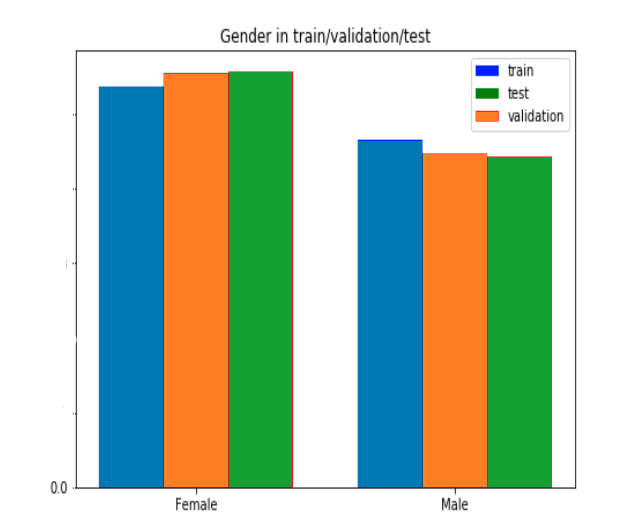 Gender in train/validation/test
train
test
validation
0.0
Female
Male